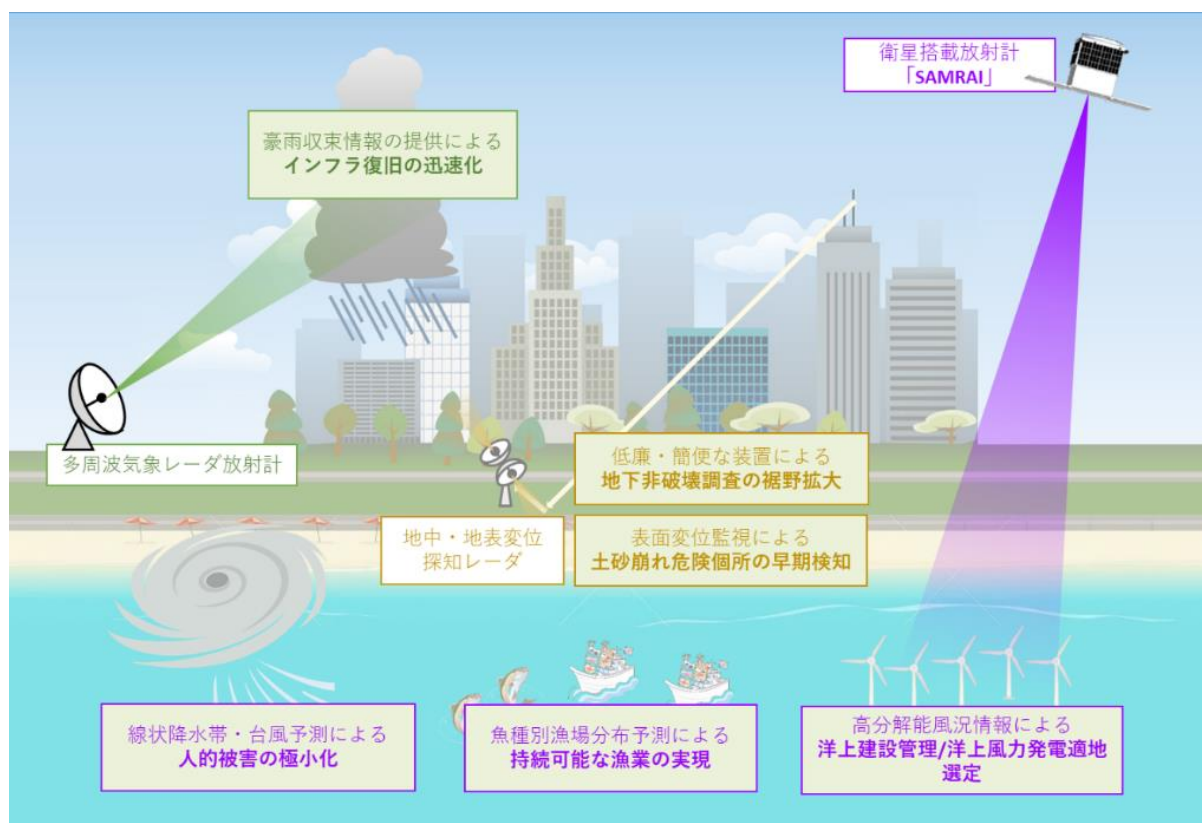 衛星搭載放射計
「SAMRAI」
豪雨収束情報の提供による
インフラ復旧の迅速化
多周波気象レーダ放射計
低廉・簡便な装置による
地下非破壊調査の裾野拡大
地中・地表変位
探知レーダ
表面変位監視による
土砂崩れ危険個所の早期検知
線状降水帯・台風予測による
人的被害の極小化
魚種別漁場分布予測による
持続可能な漁業の実現
高分解能風況情報による
洋上建設管理/洋上風力発電適地
選定